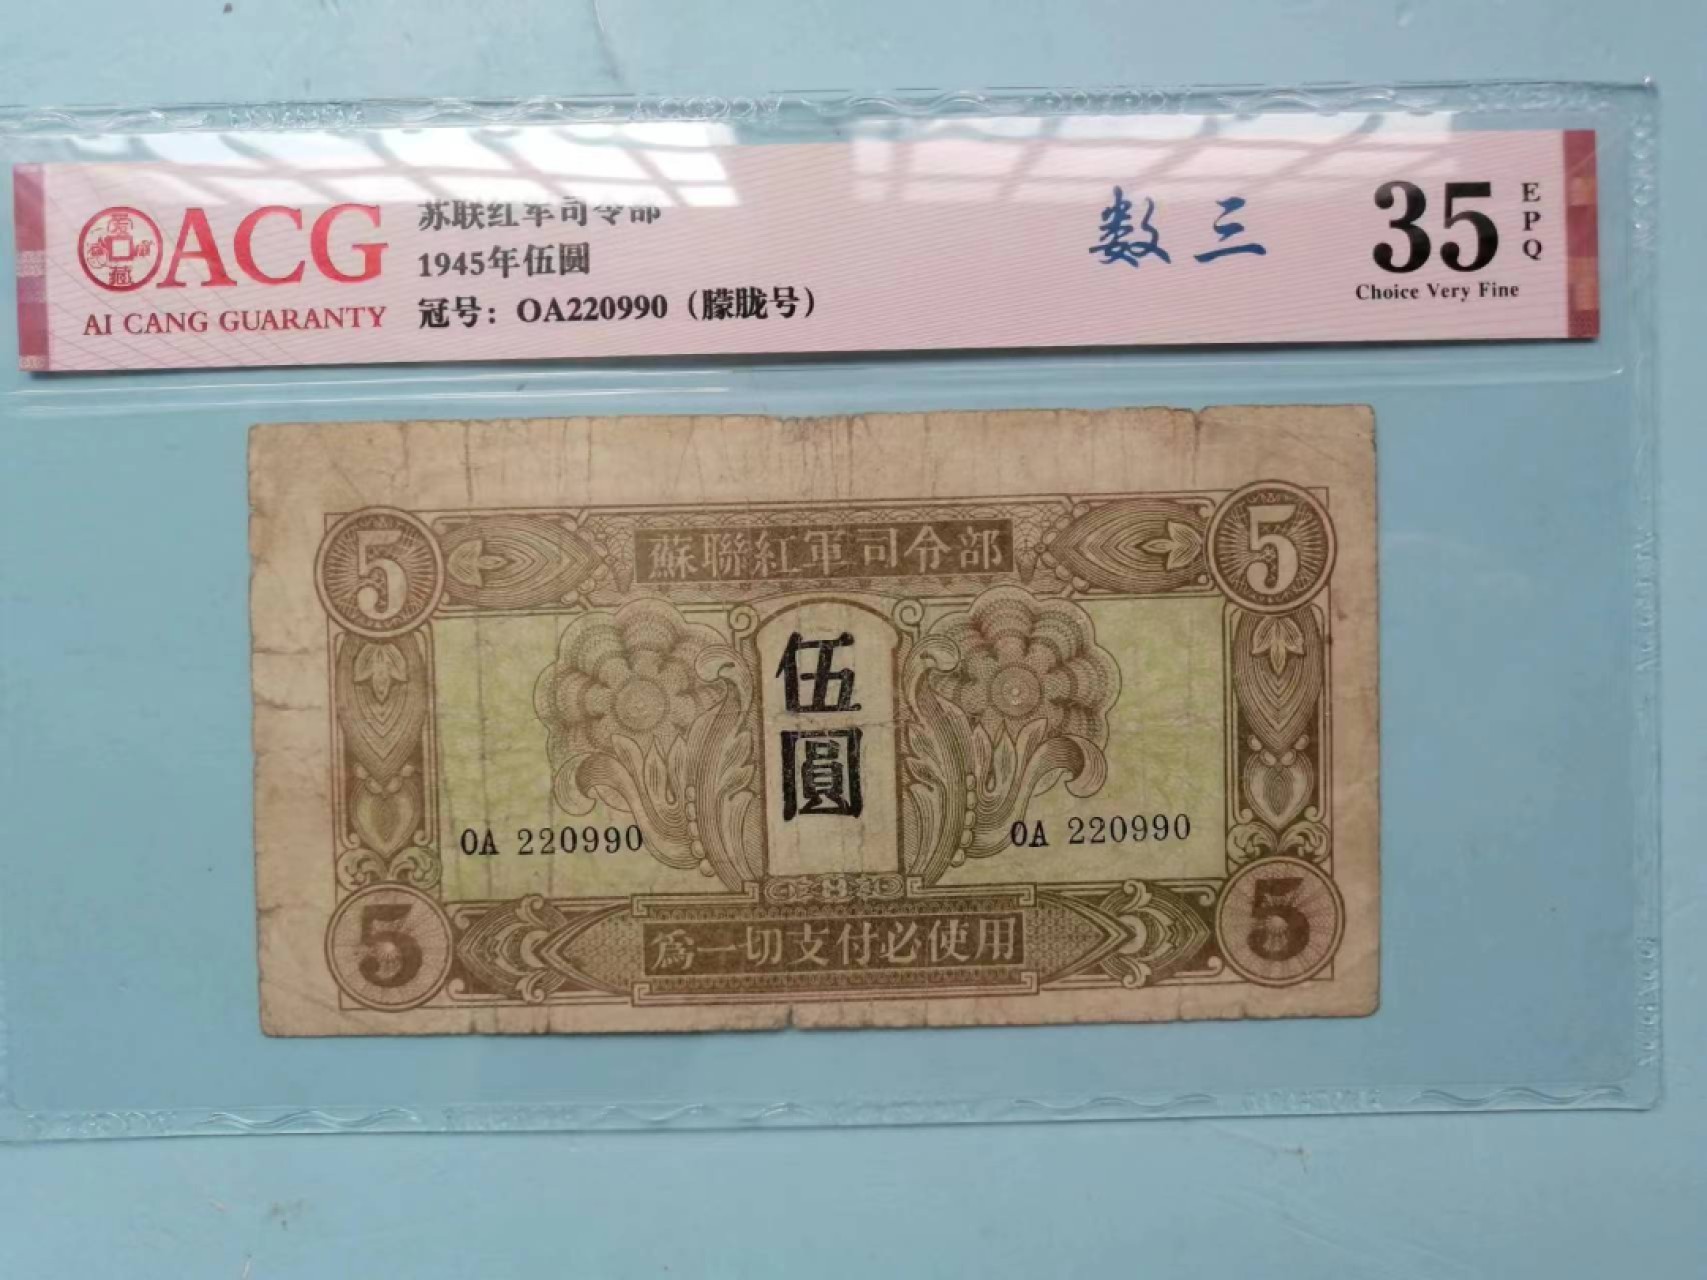 ACG
AI CANG GUARANTY
苏联红军司令部
1945年伍圓
冠号：OA220990（朦胧号）
数三
35
EPQ
Choice Very Fine
5
蘇聯紅軍司令部
5
伍圓
OA 220990
OA 220990
5
為一切支付必使用
5